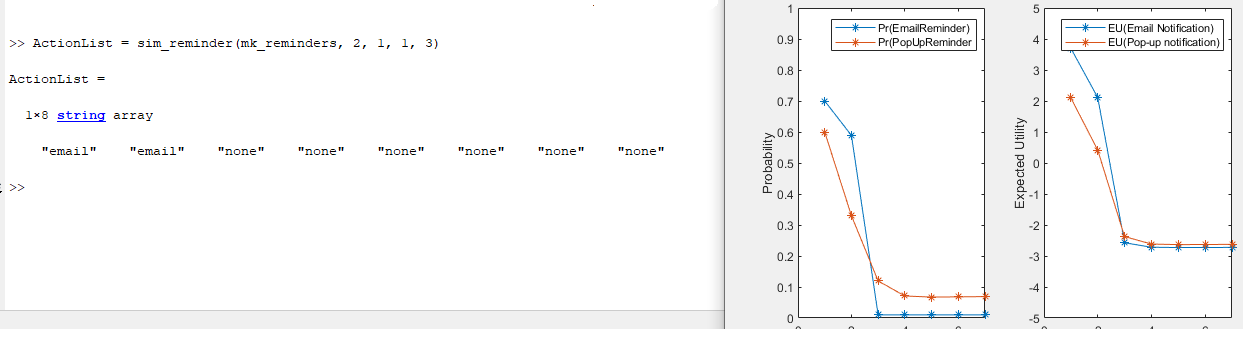 >> ActionList = sim_reminder(mk_reminders, 2, 1, 1, 3)
ActionList =
1×8 string array
"email" "email" "none" "none" "none" "none" "none" "none"
>>
Pr(EmailReminder)
Pr(PopUpReminder
Probability
1
0.9
0.8
0.7
0.6
0.5
0.4
0.3
0.2
0.1
0
EU(Email Notification)
EU(Pop-up notification)
Expected Utility
5
4
3
2
1
0
-1
-2
-3
-4
-5